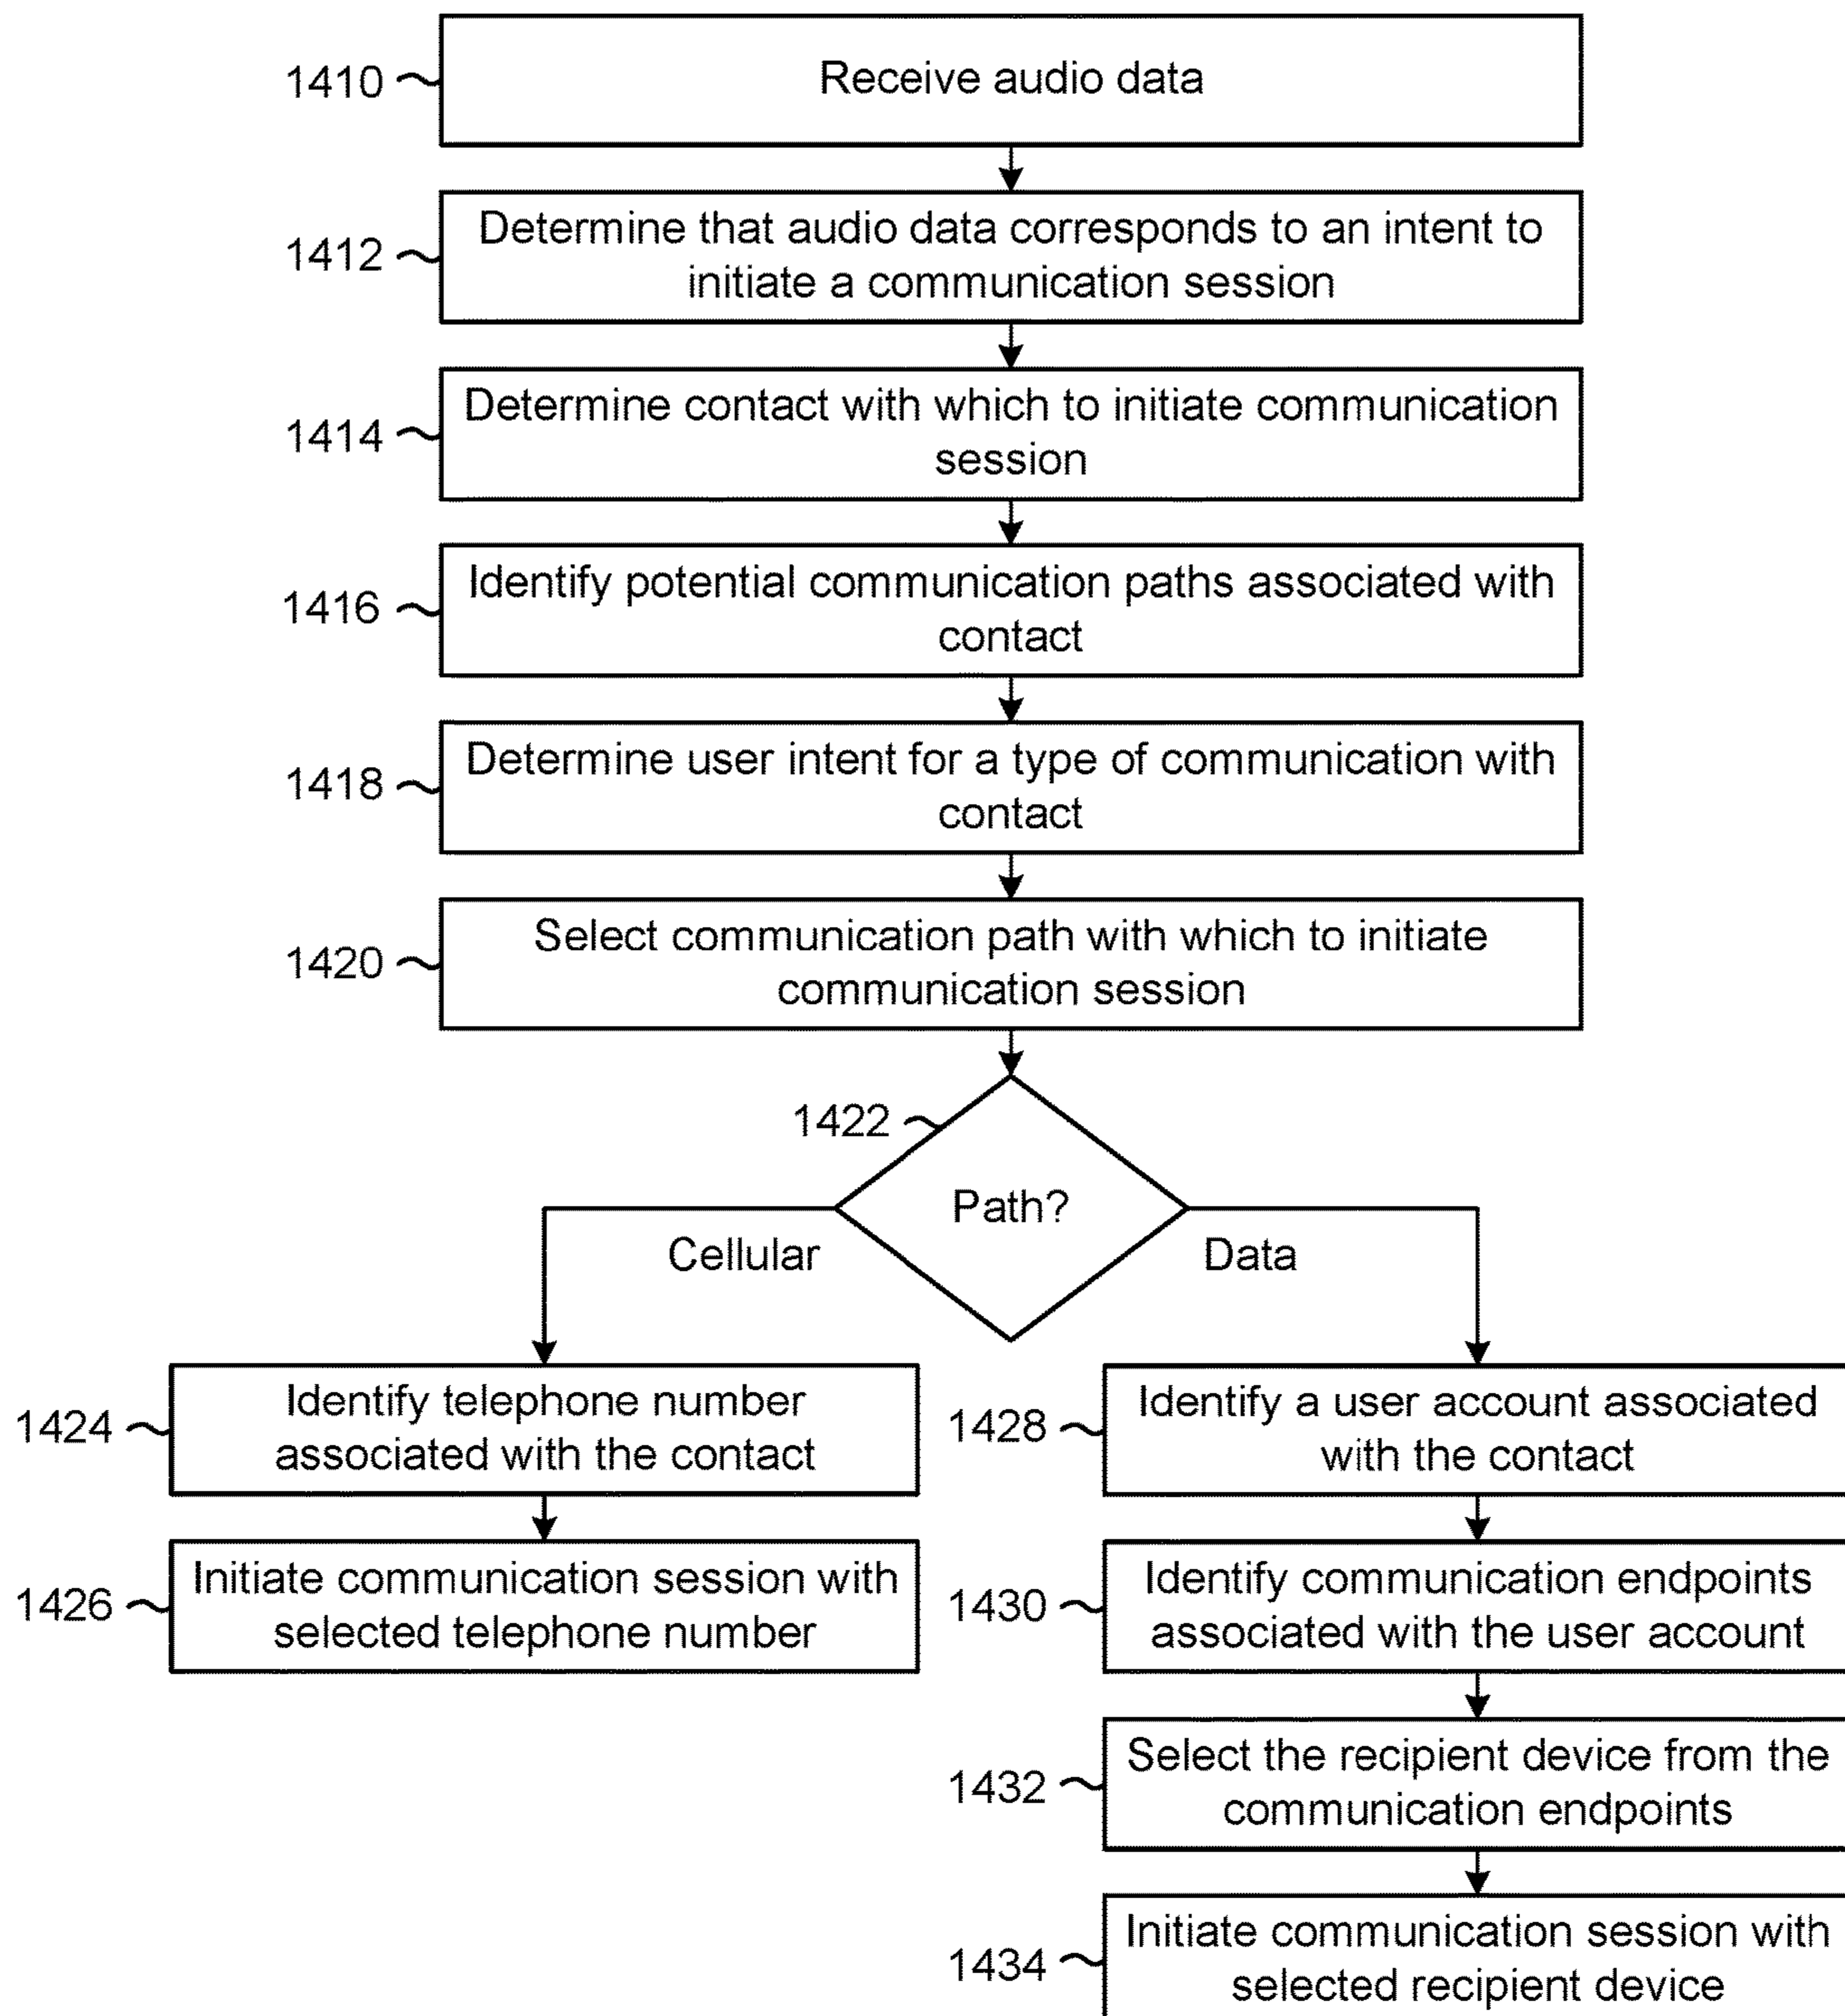 1410
Receive audio data
1412
Determine that audio data corresponds to an intent to
initiate a communication session
1414
Determine contact with which to initiate communication
session
1416
Identify potential communication paths associated with
contact
1418
Determine user intent for a type of communication with
contact
1420
Select communication path with which to initiate
communication session
1422
Path?
Cellular
Data
1424
Identify telephone number
associated with the contact
1426
Initiate communication session with
selected telephone number
1428
Identify a user account associated
with the contact
1430
Identify communication endpoints
associated with the user account
1432
Select the recipient device from the
communication endpoints
1434
Initiate communication session with
selected recipient device